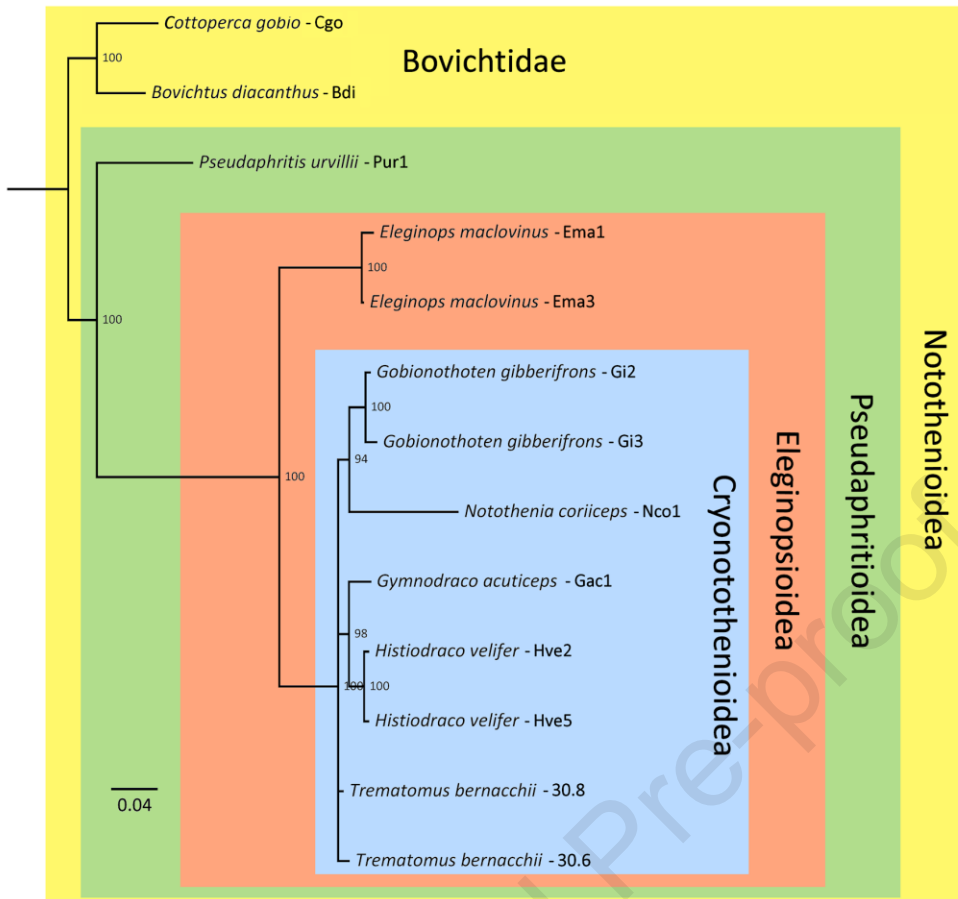 Cottoperca gobio - Cgo
100
Bovichtidae
Bovichtus diacanthus - Bdi
Pseudaphritis urvillii - Pur1
Eleginops maclovinus - Ema1
100
Eleginops maclovinus - Ema3
100
Gobionothoten gibberifrons - Gi2
100
Gobionothoten gibberifrons - Gi3
94
100
Notothenia coriiceps - Nco1
Gymnodraco acuticeps - Gac1
98
Histiodraco velifer - Hve2
100
100
Histiodraco velifer - Hve5
Trematomus bernacchii - 30.8
Trematomus bernacchii - 30.6
0.04
Cryonotothenioidea
Eleginopsioidea
Pseudaphritioidea
Notothenioidea
Pre-proof